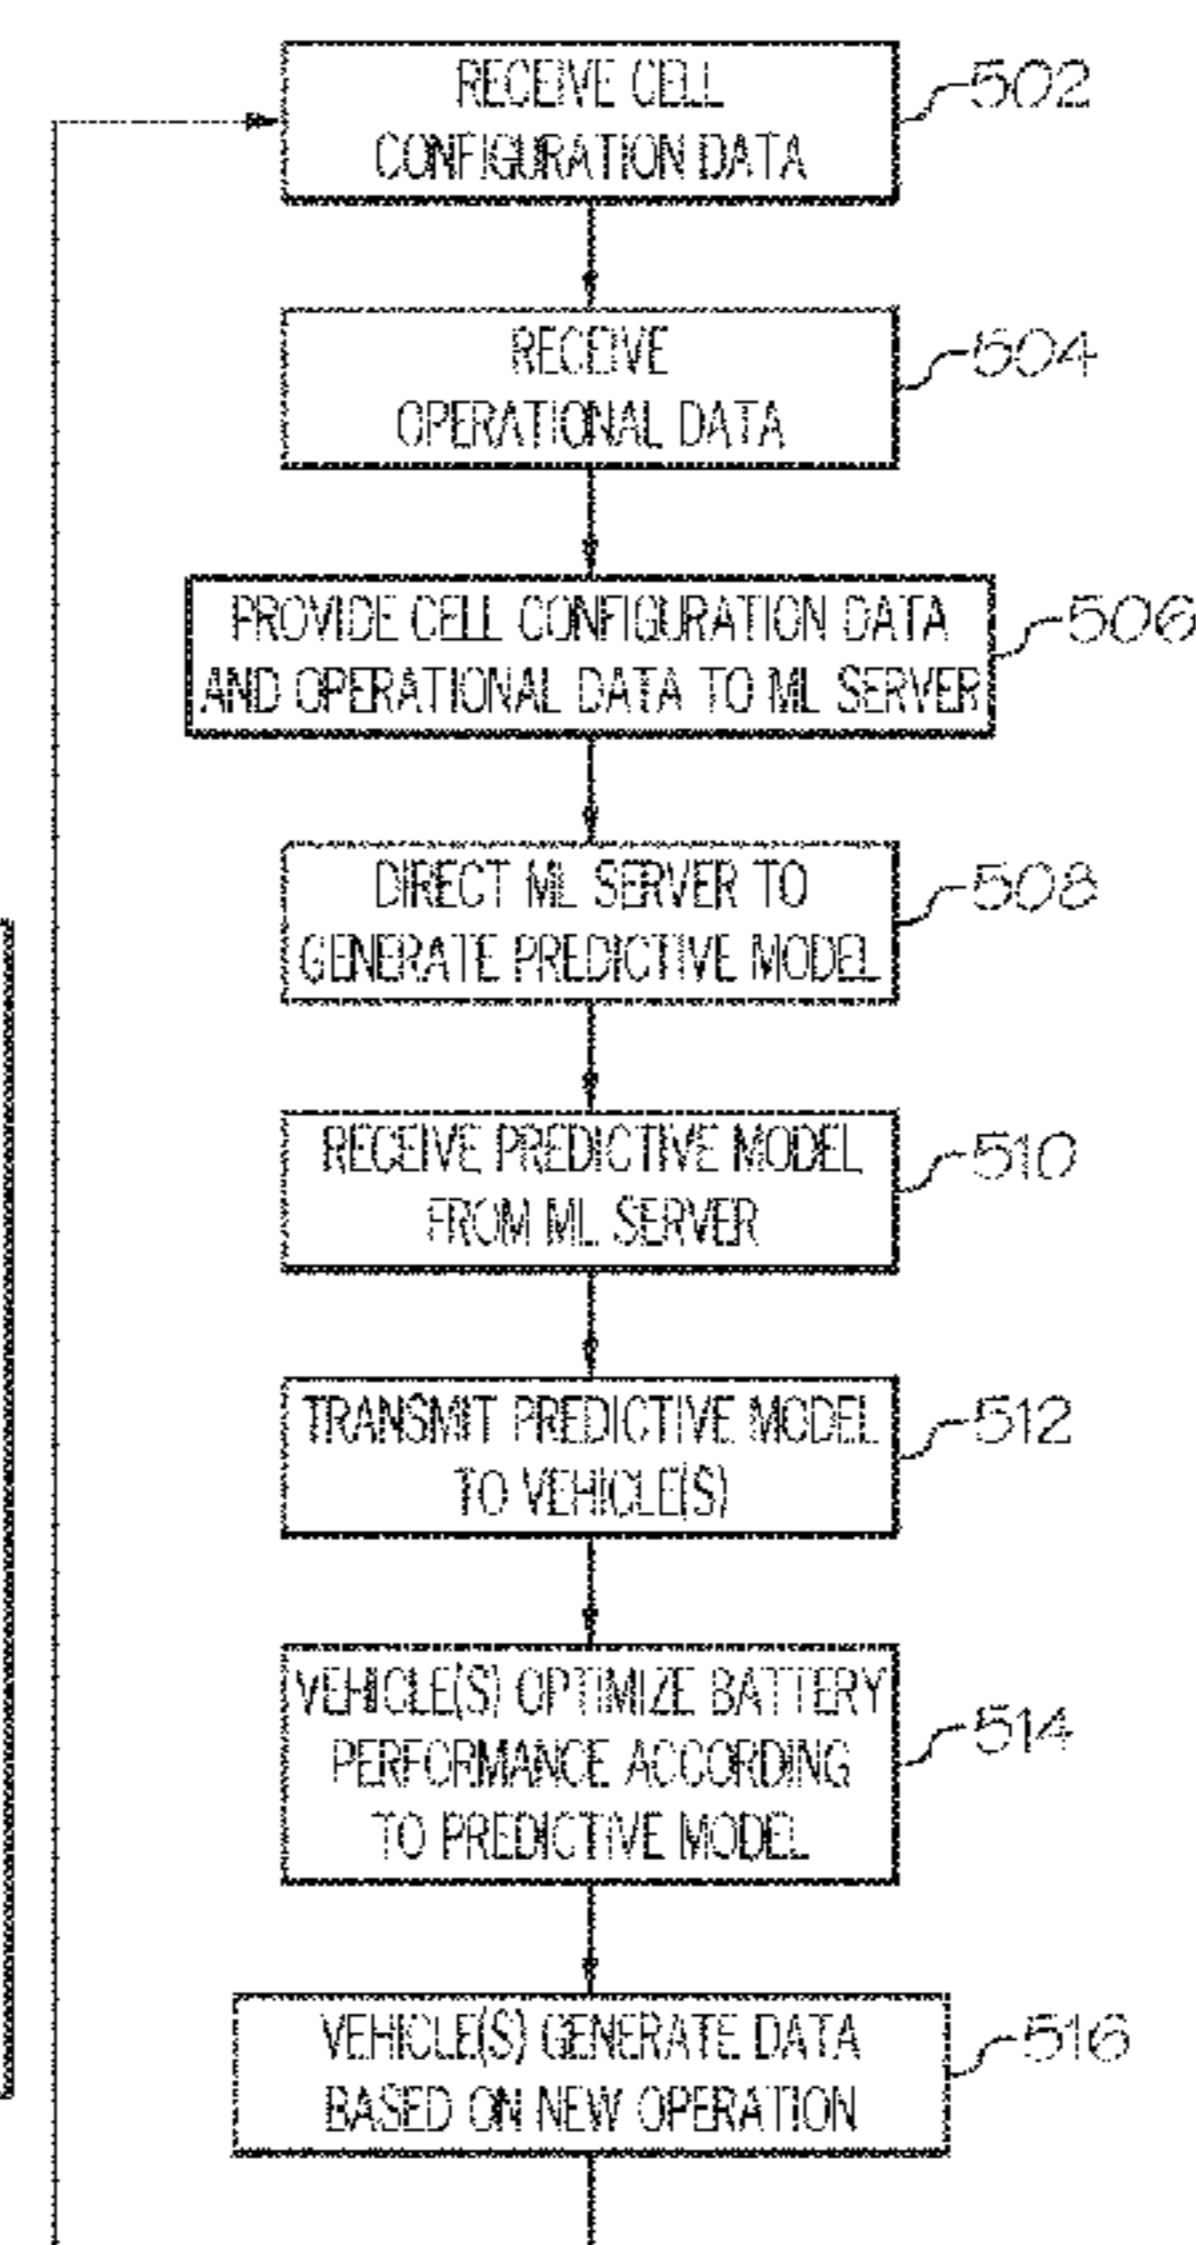 RECEIVE CELL
CONFIGURATION DATA
502
RECEIVE
OPERATIONAL DATA
504
PROVIDE CELL CONFIGURATION DATA
AND OPERATIONAL DATA TO ML SERVER
506
DIRECT ML SERVER TO
GENERATE PREDICTIVE MODEL
508
RECEIVE PREDICTIVE MODEL
FROM ML SERVER
510
TRANSMIT PREDICTIVE MODEL
TO VEHICLE(S)
512
VEHICLE(S) OPTIMIZE BATTERY
PERFORMANCE ACCORDING
TO PREDICTIVE MODEL
514
VEHICLE(S) GENERATE DATA
BASED ON NEW OPERATION
516